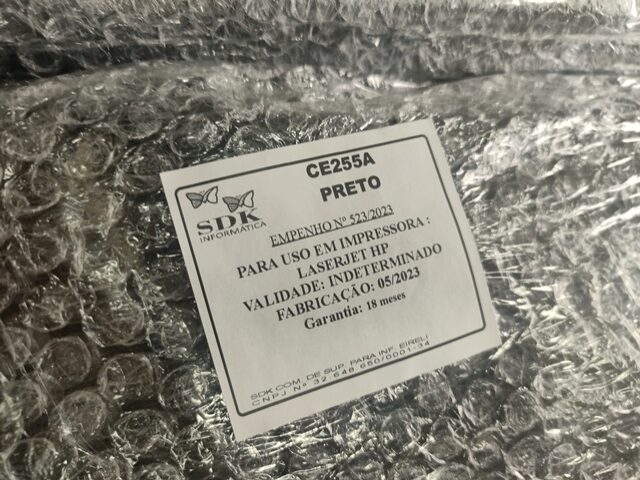 CE255A
PRETO
SDK
INFORMÁTICA
EMPENHO Nº 523/2023
PARA USO EM IMPRESSORA :
LASERJET HP
VALIDADE: INDETERMINADO
FABRICAÇÃO: 05/2023
Garantia: 18 meses
SDK COM. DE SUP. PARA INF. EIRELI
CNPJ Nº 32.648.650/0001-34